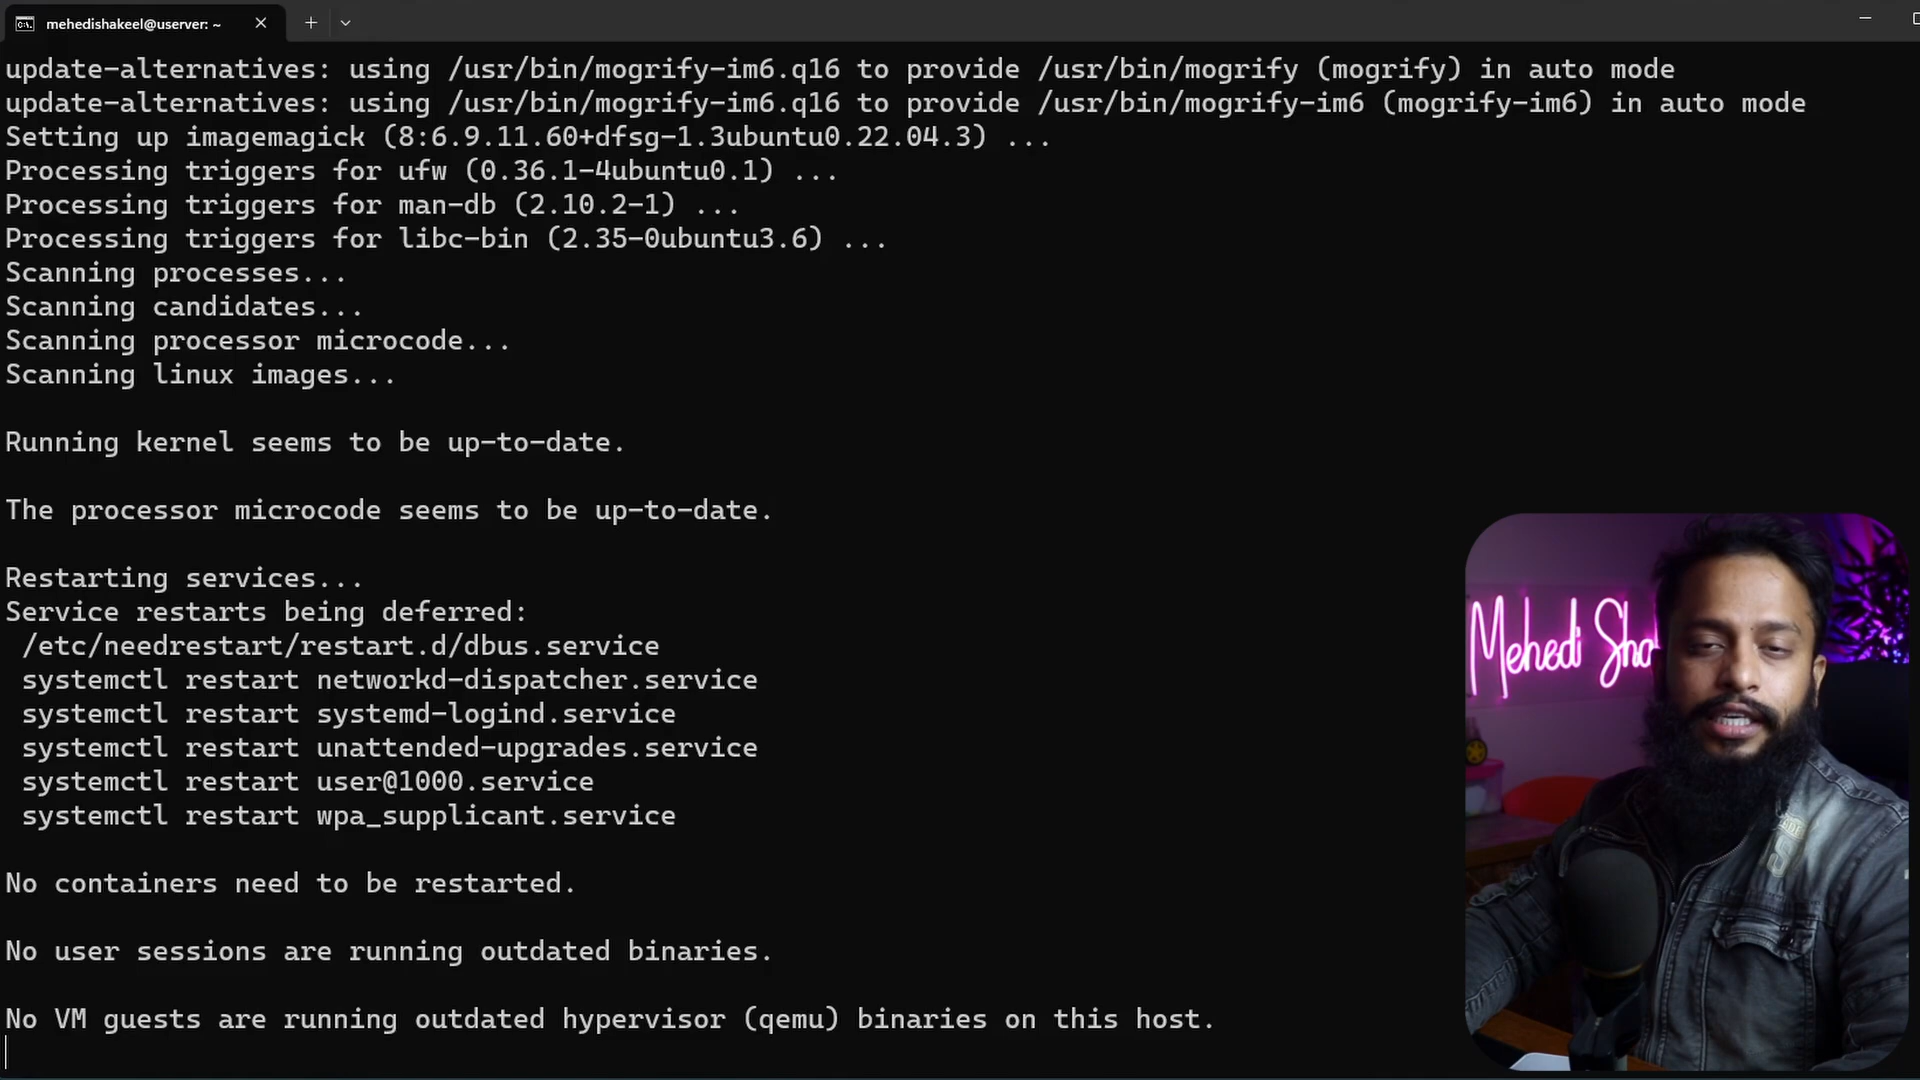 mehedishakeel@userver: ~
update-alternatives: using /usr/bin/mogrify-im6.q16 to provide /usr/bin/mogrify (mogrify) in auto mode
update-alternatives: using /usr/bin/mogrify-im6.q16 to provide /usr/bin/mogrify-im6 (mogrify-im6) in auto mode
Setting up imagemagick (8:6.9.11.60+dfsg-1.3ubuntu0.22.04.3) ...
Processing triggers for ufw (0.36.1-4ubuntu0.1) ...
Processing triggers for man-db (2.10.2-1) ...
Processing triggers for libc-bin (2.35-0ubuntu3.6) ...
Scanning processes...
Scanning candidates...
Scanning processor microcode...
Scanning linux images...
Running kernel seems to be up-to-date.
The processor microcode seems to be up-to-date.
Restarting services...
Service restarts being deferred:
/etc/needrestart/restart.d/dbus.service
systemctl restart networkd-dispatcher.service
systemctl restart systemd-logind.service
systemctl restart unattended-upgrades.service
systemctl restart user@1000.service
systemctl restart wpa_supplicant.service
No containers need to be restarted.
No user sessions are running outdated binaries.
No VM guests are running outdated hypervisor (qemu) binaries on this host.
Mehedi Sha